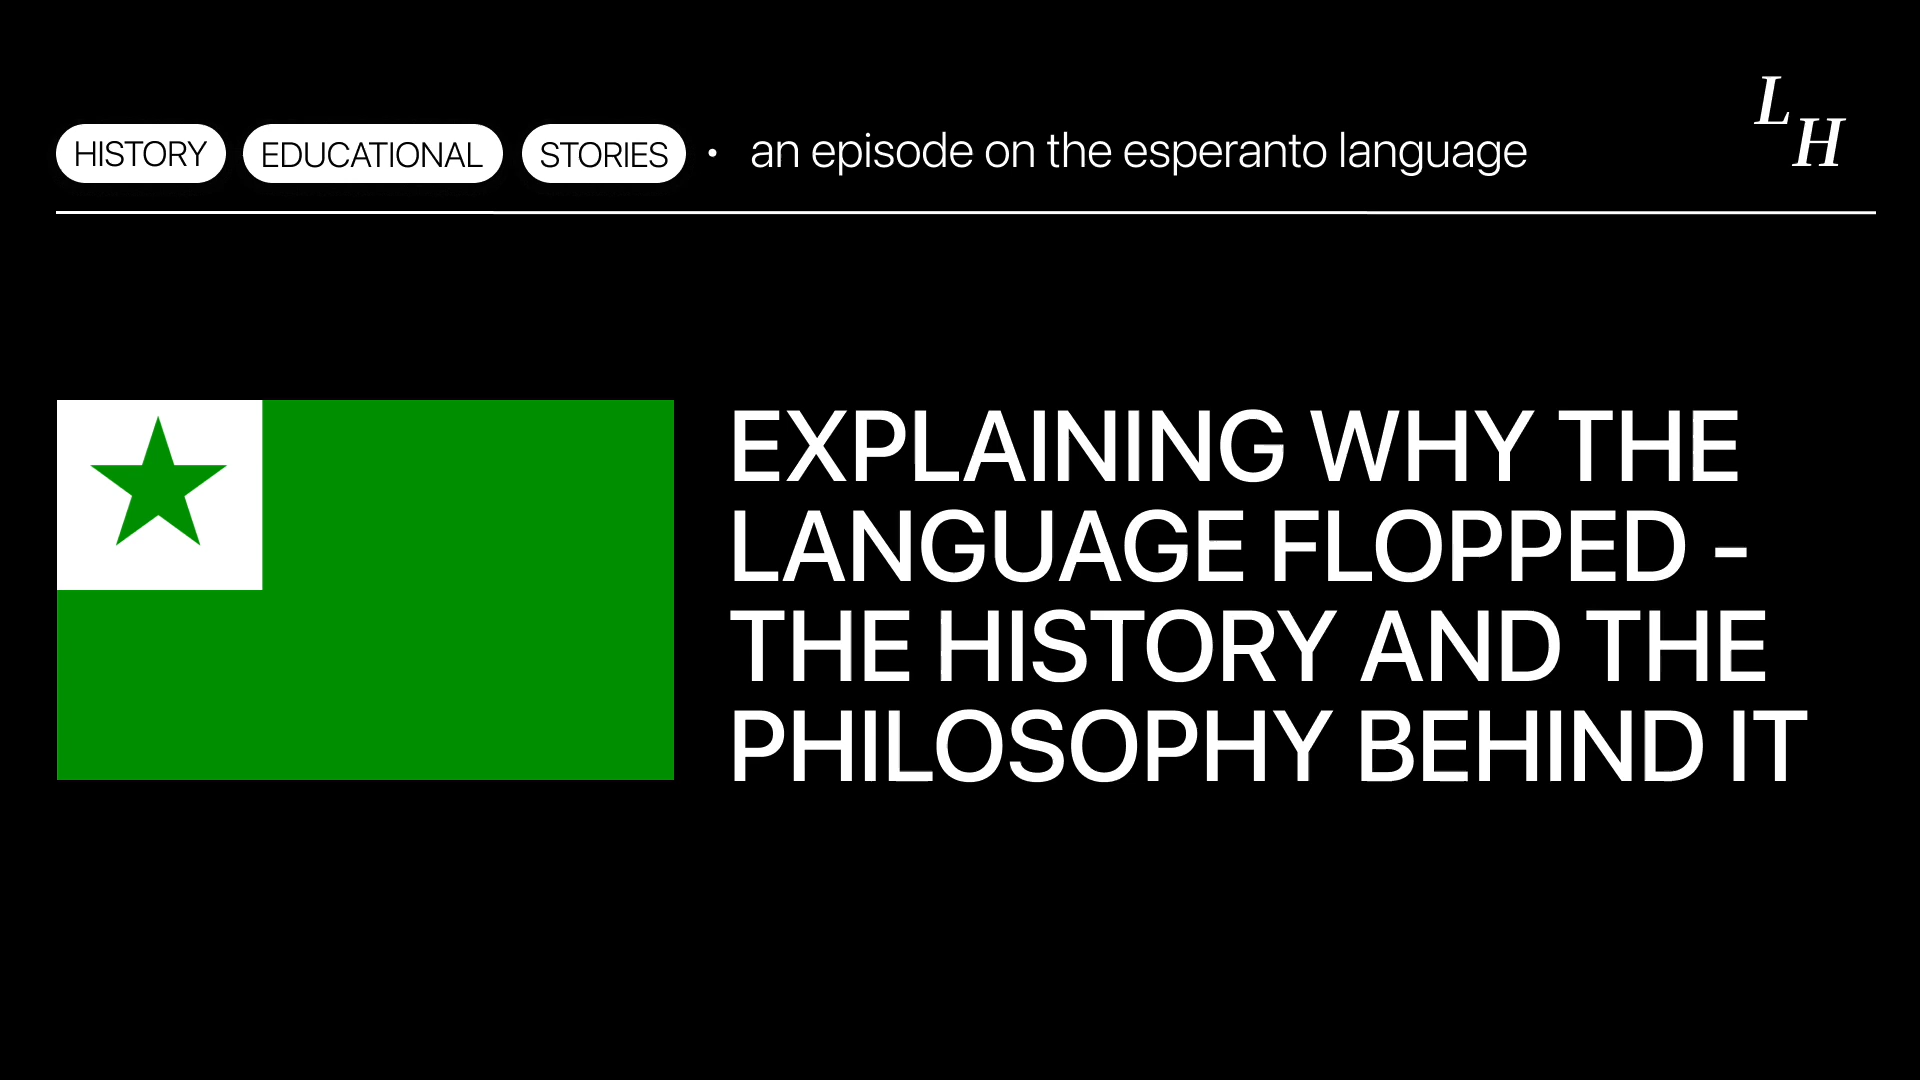 HISTORY EDUCATIONAL STORIES • an episode on the esperanto language
L
H
EXPLAINING WHY THE
LANGUAGE FLOPPED -
THE HISTORY AND THE
PHILOSOPHY BEHIND IT